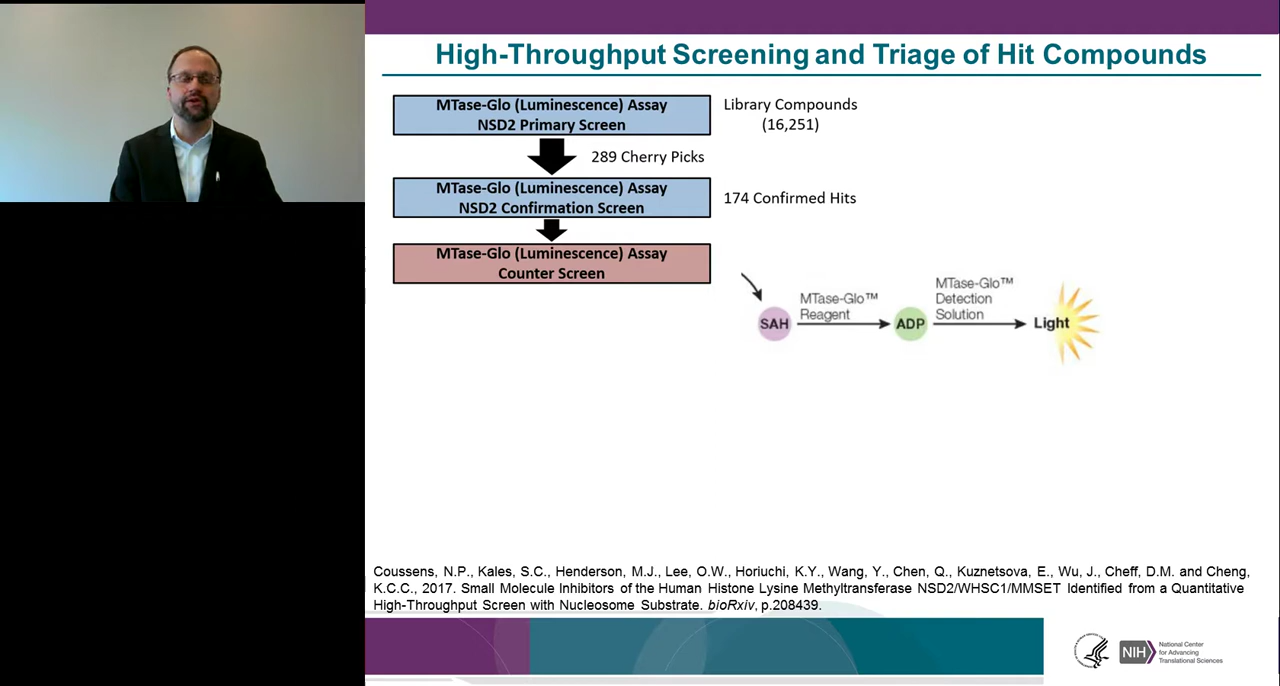 High-Throughput Screening and Triage of Hit Compounds
MTase-Glo (Luminescence) Assay
NSD2 Primary Screen
Library Compounds
(16,251)
289 Cherry Picks
MTase-Glo (Luminescence) Assay
NSD2 Confirmation Screen
174 Confirmed Hits
MTase-Glo (Luminescence) Assay
Counter Screen
SAH
MTase-Glo™
Reagent
ADP
MTase-Glo™
Detection
Solution
Light
Coussens, N.P., Kales, S.C., Henderson, M.J., Lee, O.W., Horiuchi, K.Y., Wang, Y., Chen, Q., Kuznetsova, E., Wu, J., Cheff, D.M. and Cheng,
K.C.C., 2017. Small Molecule Inhibitors of the Human Histone Lysine Methyltransferase NSD2/WHSC1/MMSET Identified from a Quantitative
High-Throughput Screen with Nucleosome Substrate. bioRxiv, p.208439.
NIH
National Center
for Advancing
Translational Sciences